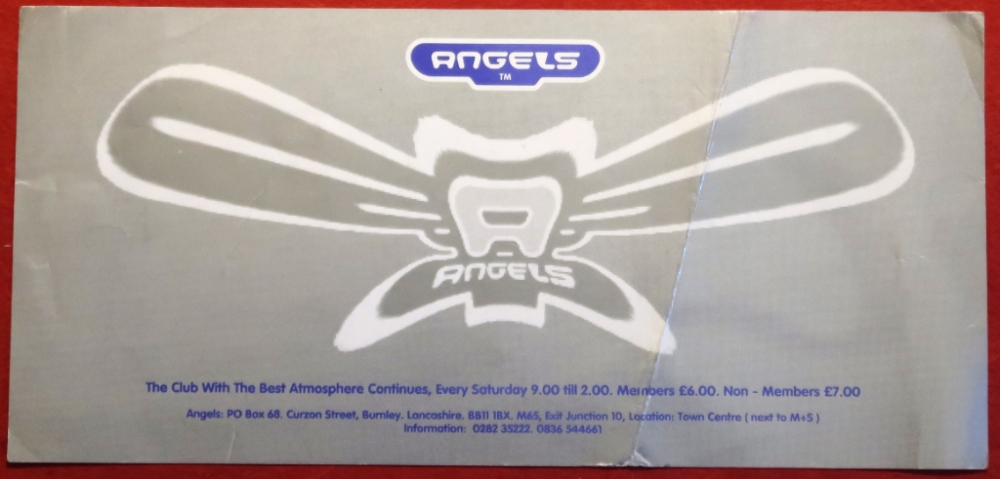 ANGELS
TM
A
ANGELS
The Club With The Best Atmosphere Continues, Every Saturday 9.00 till 2.00. Members £6.00. Non - Members £7.00
Angels: PO Box 68. Curzon Street, Burnley. Lancashire. BB11 1BX. M65, Exit Junction 10, Location: Town Centre ( next to M+S )
Information: 0282 35222. 0836 544661